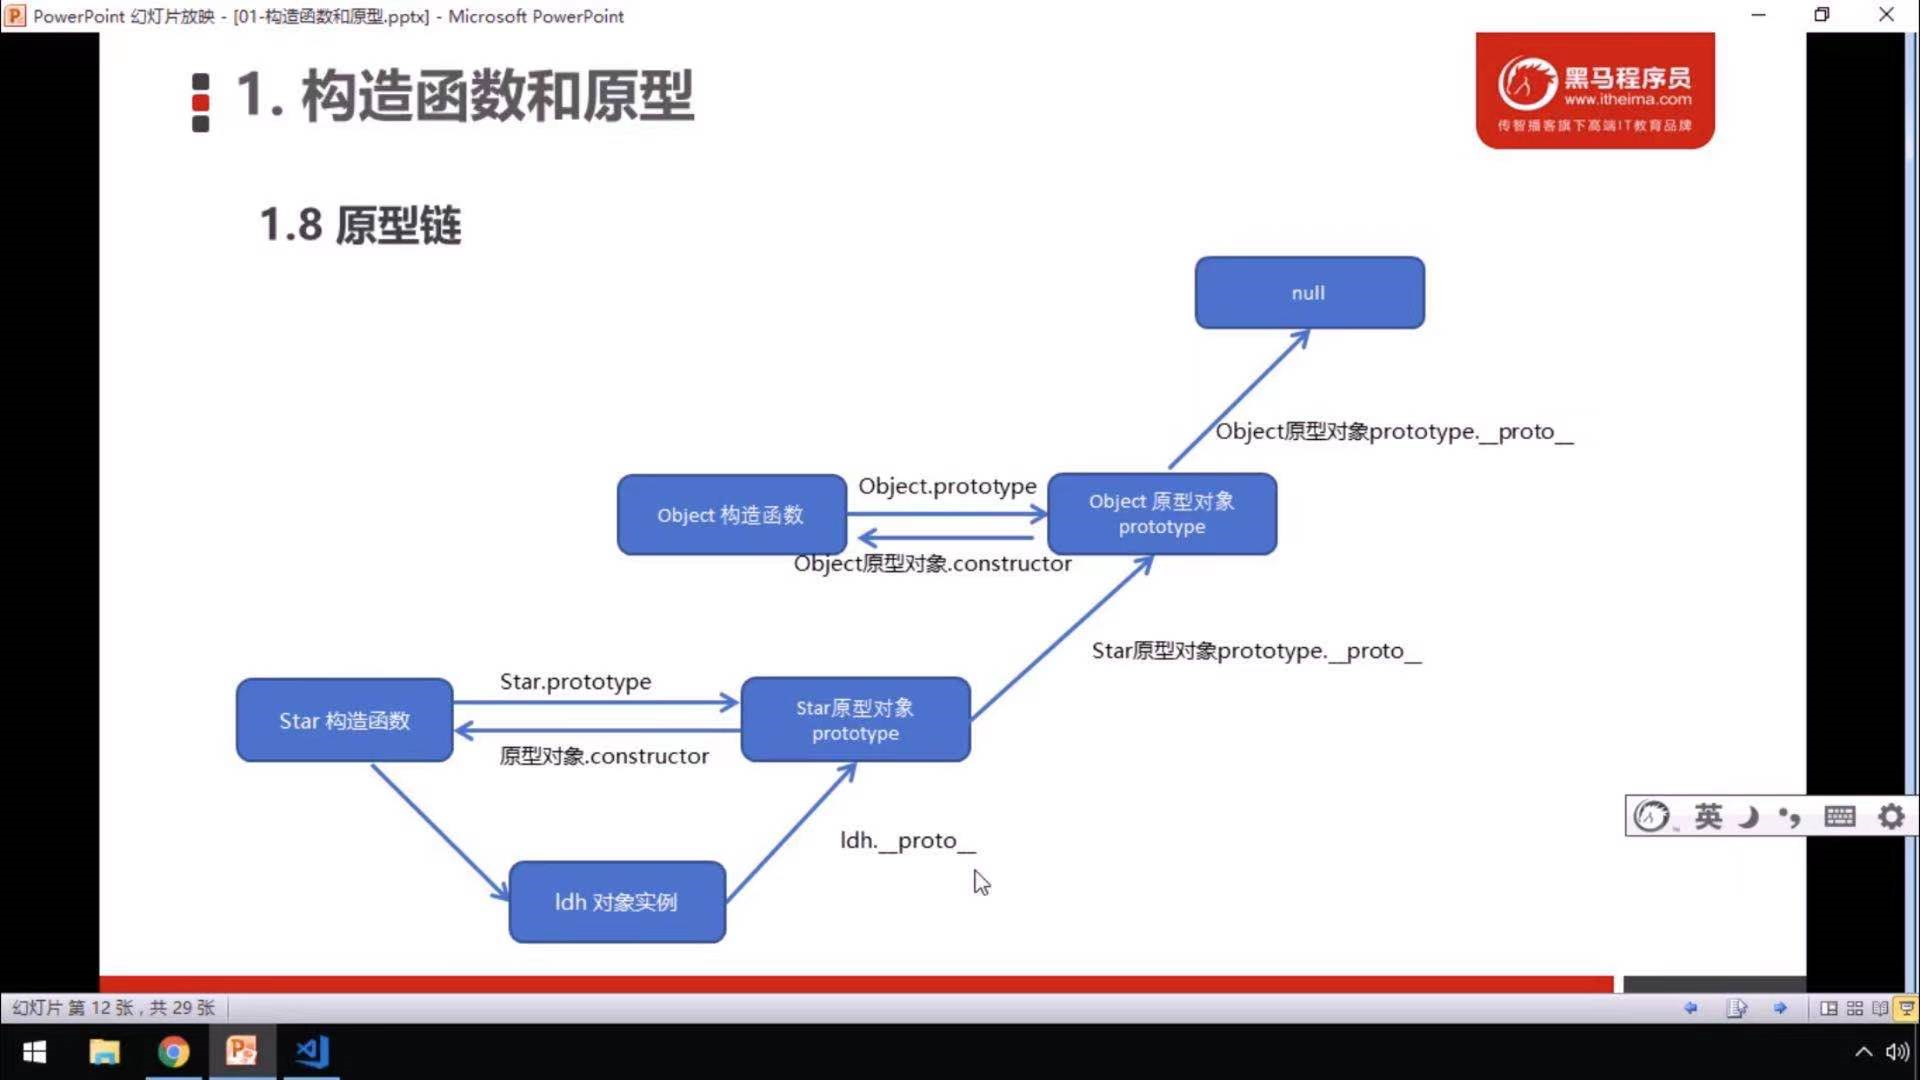 PowerPoint 幻灯片放映 - [01-构造函数和原型.pptx] - Microsoft PowerPoint
1. 构造函数和原型
黑马程序员
www.itheima.com
传智播客旗下高端IT教育品牌
1.8 原型链
null
Object原型对象prototype.__proto__
Object.prototype
Object 构造函数
Object 原型对象
prototype
Object原型对象.constructor
Star原型对象prototype.__proto__
Star.prototype
Star 构造函数
Star原型对象
prototype
原型对象.constructor
ldh.__proto__
ldh 对象实例
英
幻灯片 第 12 张，共 29 张